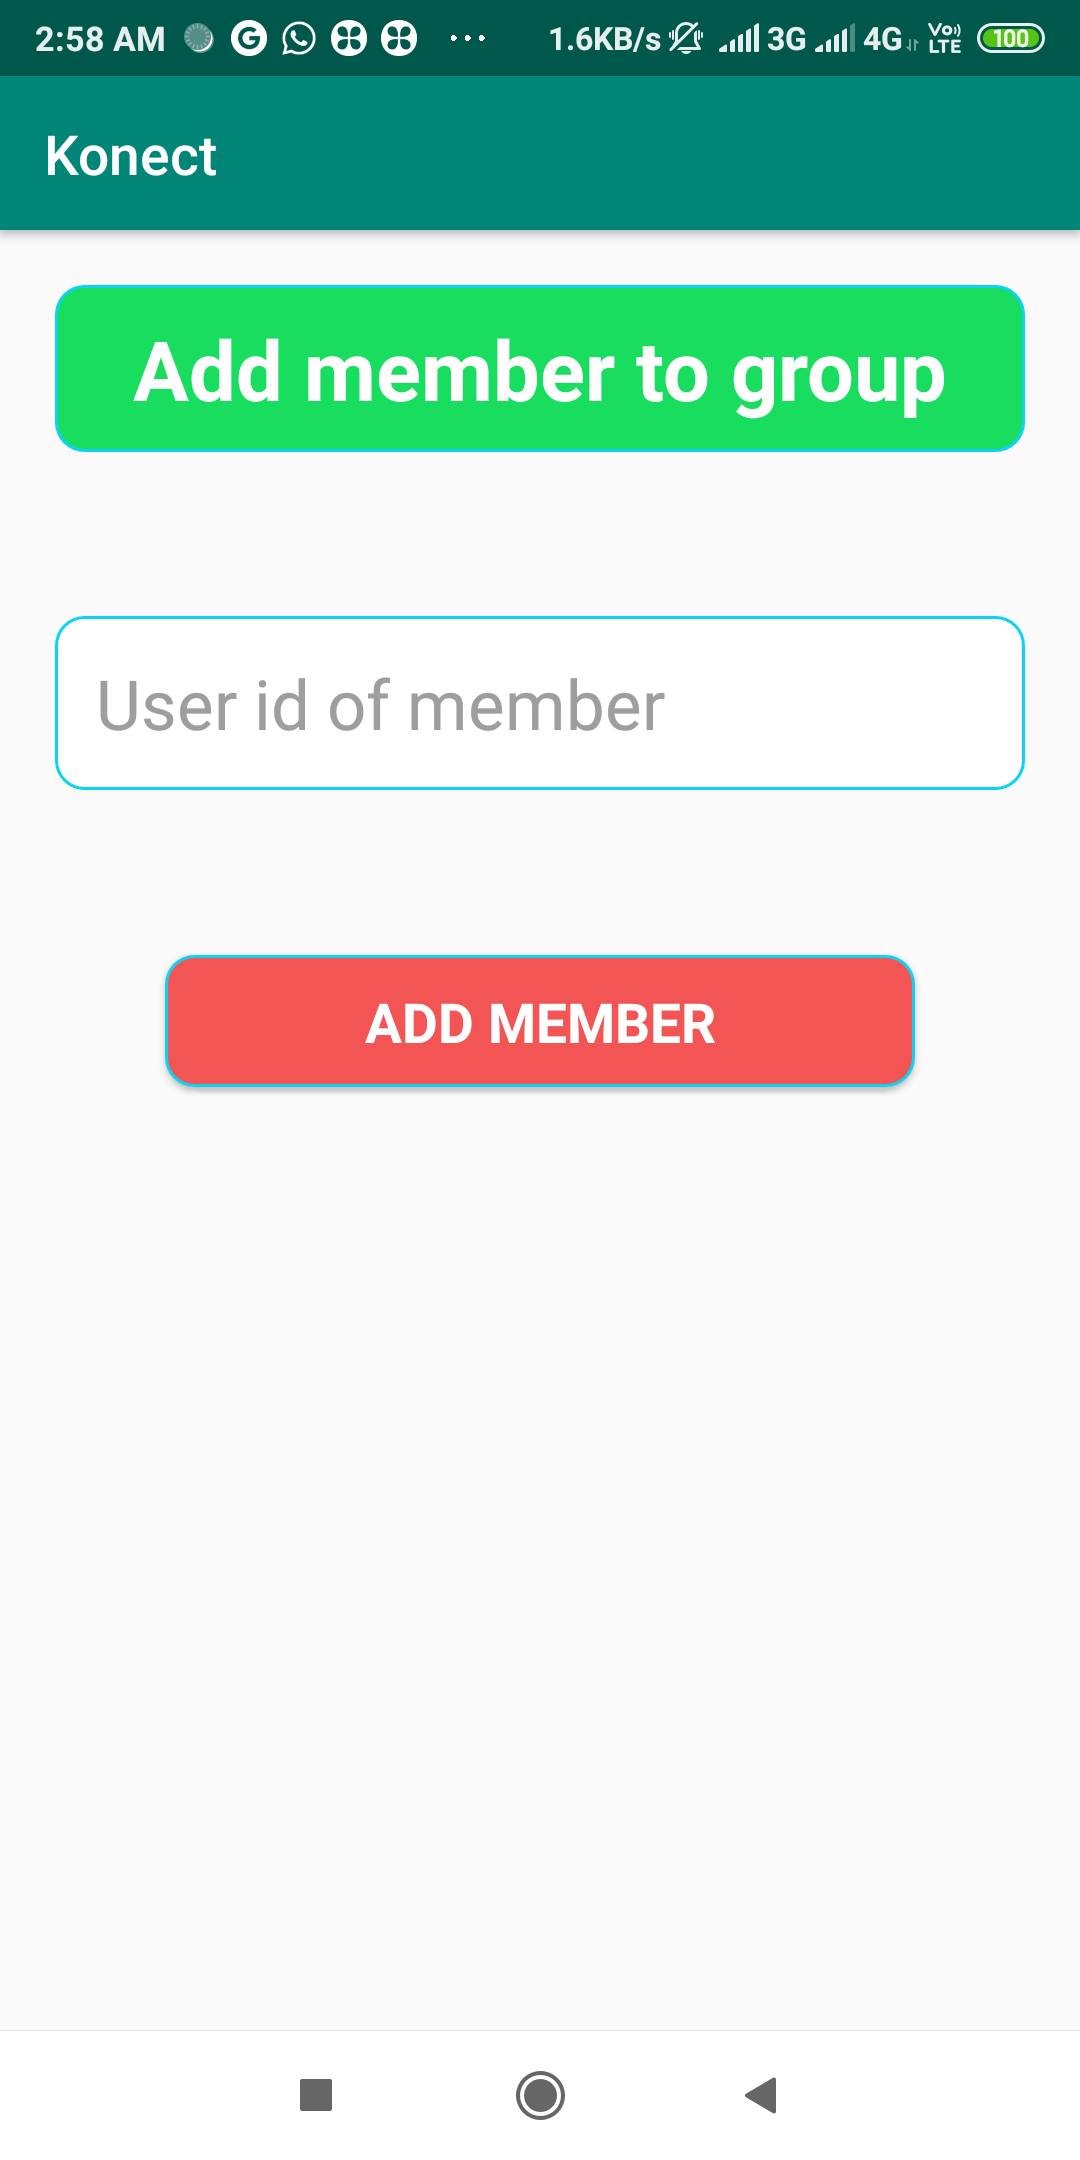 2:58 AM G ... 1.6KB/s 3G 4G Vo) LTE 100
Konect
Add member to group
User id of member
ADD MEMBER